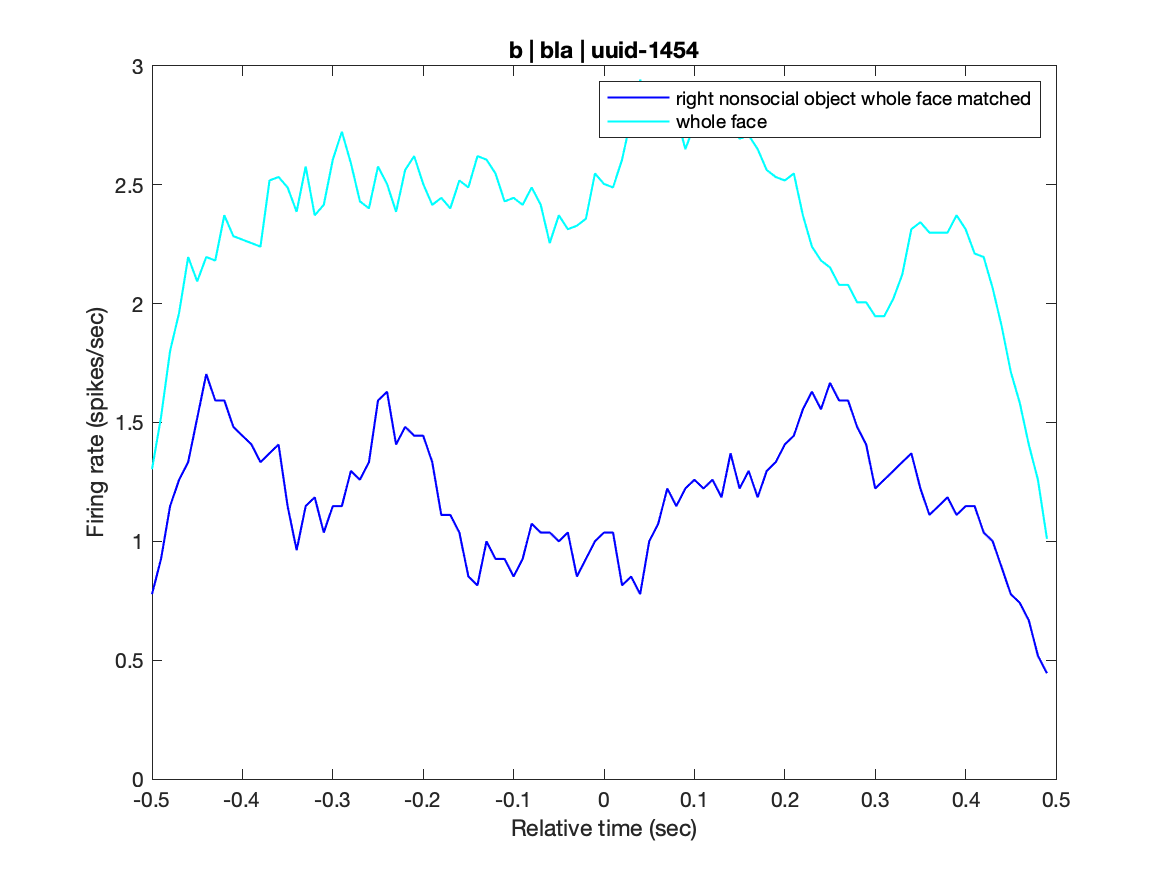 b | bla | uuid-1454
right nonsocial object whole face matched
whole face
Firing rate (spikes/sec)
3
2.5
2
1.5
1
0.5
0
-0.5 -0.4 -0.3 -0.2 -0.1 0 0.1 0.2 0.3 0.4 0.5
Relative time (sec)